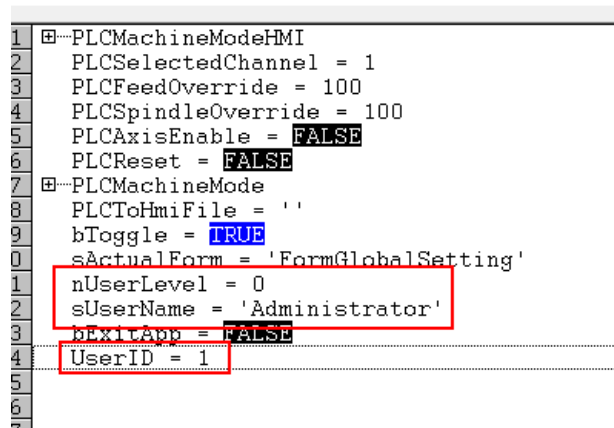 1 PLCMachineModeHMI
2 PLCSelectedChannel = 1
3 PLCFeedOverride = 100
4 PLCSpindleOverride = 100
5 PLCAxisEnable = FALSE
6 PLCReset = FALSE
7 PLCMachineMode
8 PLCToHmiFile = ''
9 bToggle = TRUE
0 sActualForm = 'FormGlobalSetting'
1 nUserLevel = 0
2 sUserName = 'Administrator'
3 bExitApp = FALSE
4 UserID = 1
5
6
7